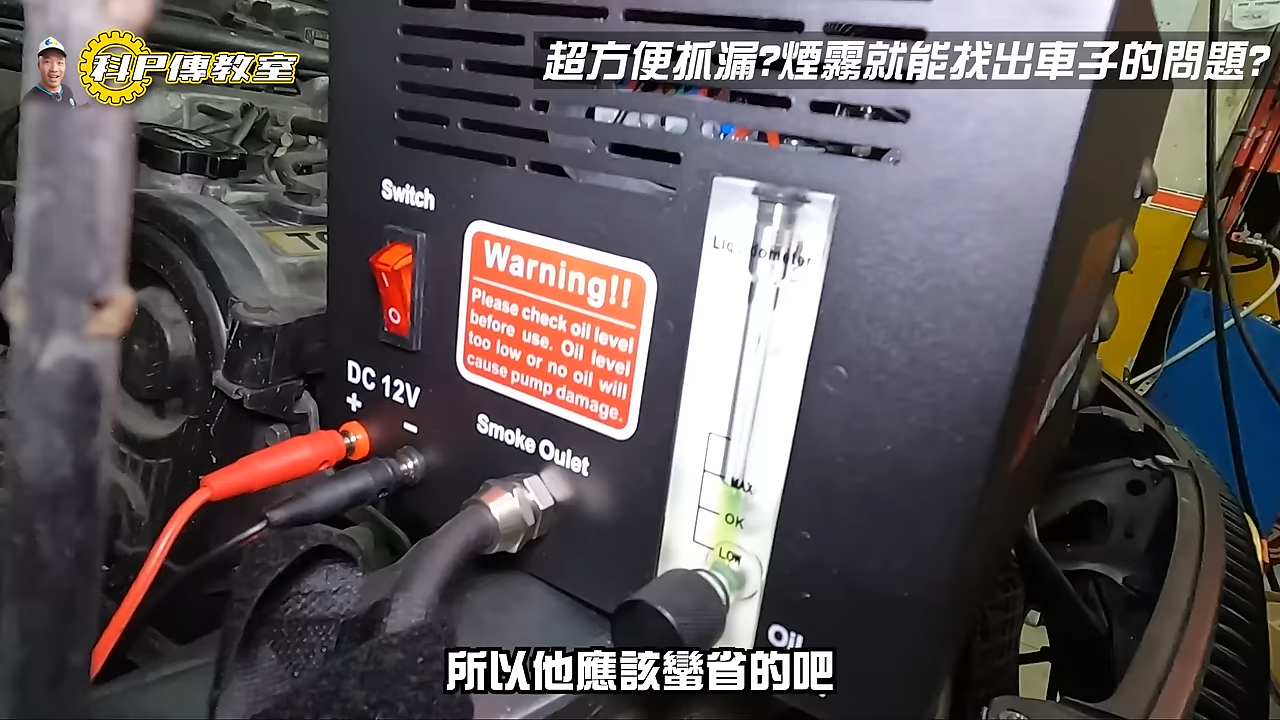 科P傳教室
超方便抓漏?煙霧就能找出車子的問題?
Switch
Liquidometer
Warning!!
Please check oil level
before use. Oil level
too low or no oil will
cause pump damage.
DC 12V
+
-
Smoke Oulet
MAX
OK
LOW
Oil
所以他應該蠻省的吧